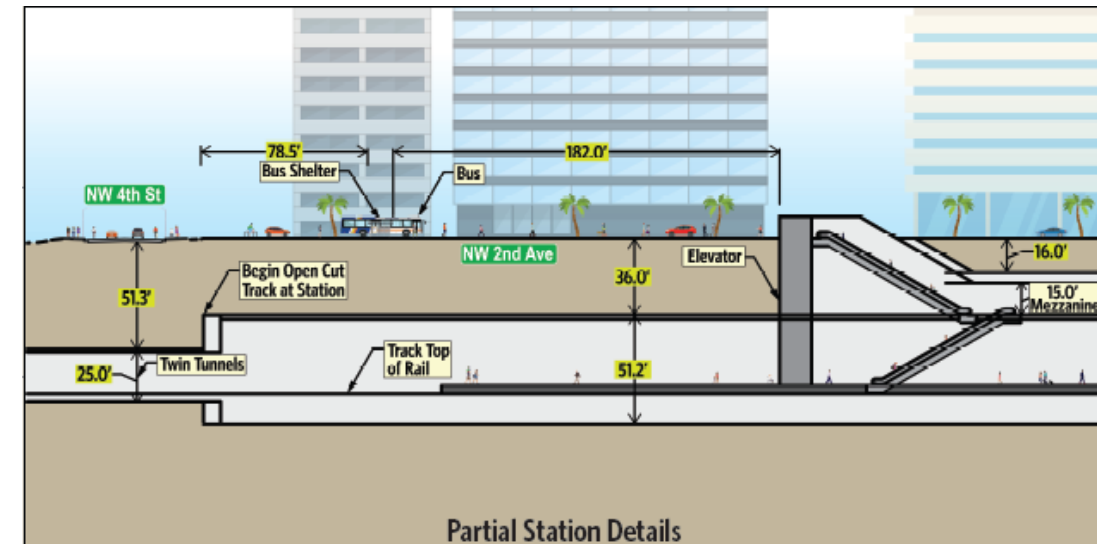 78.5'
182.0'
Bus Shelter
Bus
NW 4th St
NW 2nd Ave
Elevator
16.0'
Begin Open Cut
Track at Station
36.0'
51.3'
15.0'
Mezzanine
Twin Tunnels
Track Top
of Rail
51.2'
25.0'
Partial Station Details